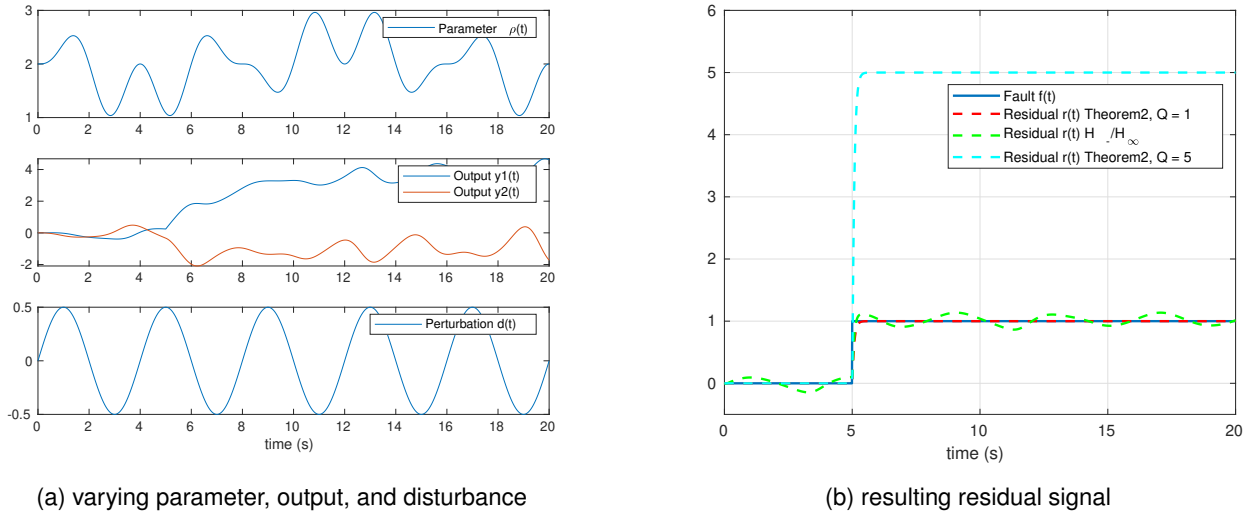 3
2
1
0 2 4 6 8 10 12 14 16 18 20
Parameter ρ(t)
4
2
0
-2
0 2 4 6 8 10 12 14 16 18 20
Output y1(t)
Output y2(t)
0.5
0
-0.5
0 2 4 6 8 10 12 14 16 18 20
Perturbation d(t)
time (s)
(a) varying parameter, output, and disturbance
6
5
4
3
2
1
0
0 5 10 15 20
Fault f(t)
Residual r(t) Theorem2, Q = 1
Residual r(t) H_-/H_∞
Residual r(t) Theorem2, Q = 5
time (s)
(b) resulting residual signal